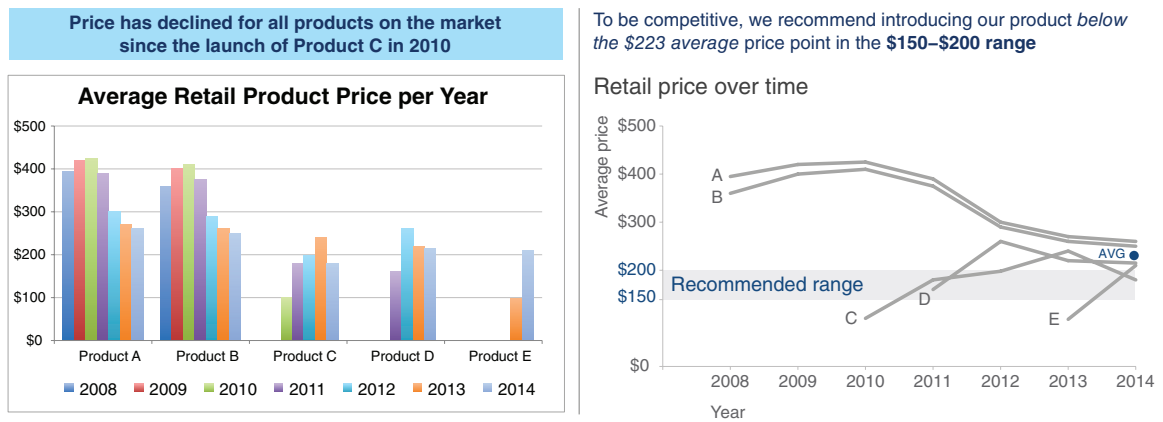 Price has declined for all products on the market
since the launch of Product C in 2010
Average Retail Product Price per Year
$500
$400
$300
$200
$100
$0
Product A Product B Product C Product D Product E
2008 2009 2010 2011 2012 2013 2014
To be competitive, we recommend introducing our product below
the $223 average price point in the $150–$200 range
Retail price over time
Average price
$500
$400
$300
$200
$150
$0
A
B
C
D
E
AVG
Recommended range
2008 2009 2010 2011 2012 2013 2014
Year